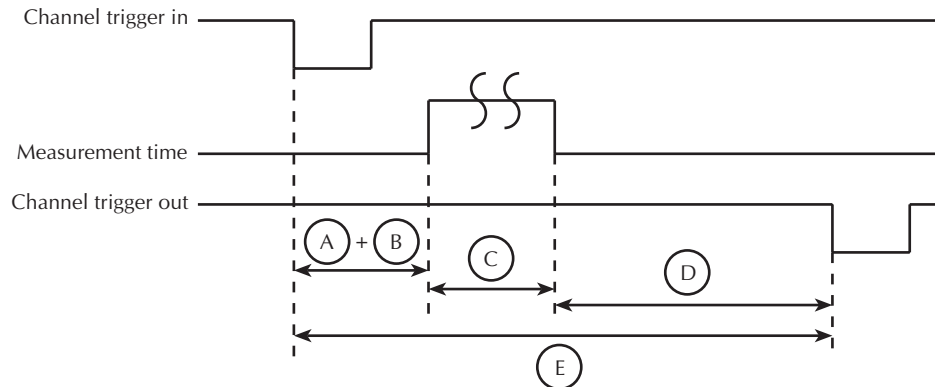 Channel trigger in
Measurement time
Channel trigger out
A + B
C
D
E